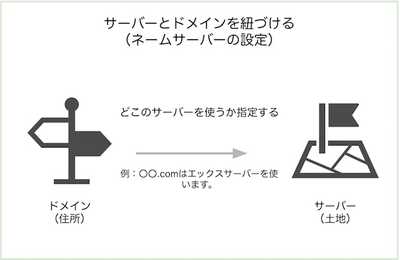 サーバーとドメインを紐づける
（ネームサーバーの設定）
どこのサーバーを使うか指定する
例：〇〇.comはエックスサーバーを使
います。
ドメイン
（住所）
サーバー
（土地）